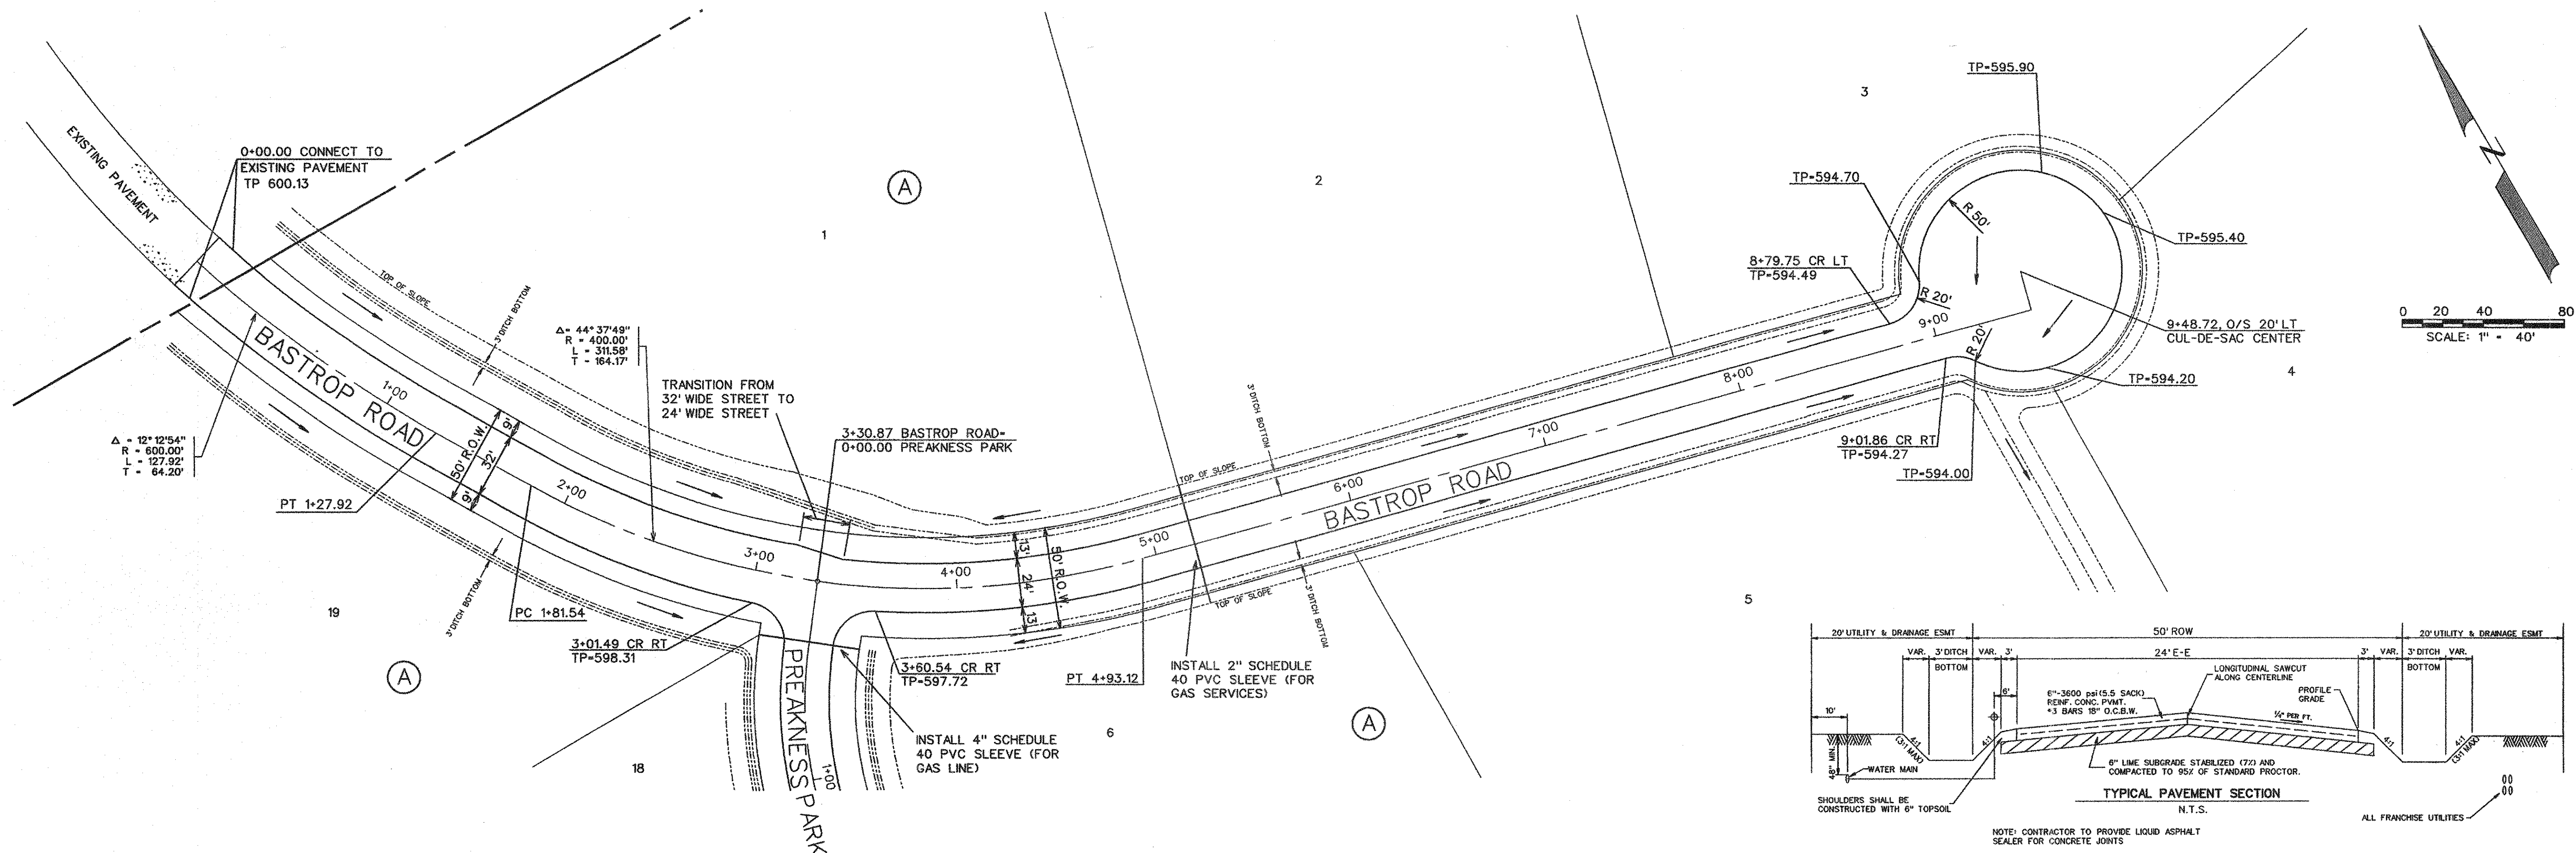 EXISTING PAVEMENT
0+00.00 CONNECT TO
EXISTING PAVEMENT
TP 600.13
TOP OF SLOPE
3' DITCH BOTTOM
BASTROP ROAD
1+00
Δ = 12° 12'54"
R = 600.00'
L = 127.92'
T = 64.20'
PT 1+27.92
50' R.O.W.
9'
32'
9'
2+00
Δ= 44° 37'49"
R = 400.00'
L = 311.58'
T = 164.17'
TRANSITION FROM
32' WIDE STREET TO
24' WIDE STREET
3+30.87 BASTROP ROAD=
0+00.00 PREAKNESS PARK
PC 1+81.54
3' DITCH BOTTOM
3+01.49 CR RT
TP=598.31
3+00
4+00
13'
24'
13'
50' R.O.W.
3+60.54 CR RT
TP=597.72
PREAKNESS PARK
1+00
INSTALL 4" SCHEDULE
40 PVC SLEEVE (FOR
GAS LINE)
PT 4+93.12
5+00
INSTALL 2" SCHEDULE
40 PVC SLEEVE (FOR
GAS SERVICES)
TOP OF SLOPE
TOP OF SLOPE
3' DITCH BOTTOM
3' DITCH BOTTOM
6+00
BASTROP ROAD
7+00
8+00
9+00
8+79.75 CR LT
TP=594.49
TP=594.70
TP=595.90
TP=595.40
R 50'
R 20'
R 20'
9+48.72, O/S 20' LT
CUL-DE-SAC CENTER
TP=594.20
9+01.86 CR RT
TP=594.27
TP=594.00
A
1
2
3
4
5
6
18
19
A
A
N
0 20 40 80
SCALE: 1" = 40'
20' UTILITY & DRAINAGE ESMT
50' ROW
20' UTILITY & DRAINAGE ESMT
VAR.
3' DITCH
BOTTOM
VAR.
3'
24' E-E
3'
VAR.
3' DITCH
BOTTOM
VAR.
LONGITUDINAL SAWCUT
ALONG CENTERLINE
PROFILE
GRADE
6'
6"-3600 psi (5.5 SACK)
REINF. CONC. PVMT.
#3 BARS 18" O.C.B.W.
1/4" PER FT.
10'
48" MIN.
4:1
(3:1 MAX)
4:1
4:1
4:1
(3:1 MAX)
WATER MAIN
6" LIME SUBGRADE STABILIZED (7%) AND
COMPACTED TO 95% OF STANDARD PROCTOR.
SHOULDERS SHALL BE
CONSTRUCTED WITH 6" TOPSOIL
TYPICAL PAVEMENT SECTION
N.T.S.
ALL FRANCHISE UTILITIES
NOTE: CONTRACTOR TO PROVIDE LIQUID ASPHALT
SEALER FOR CONCRETE JOINTS